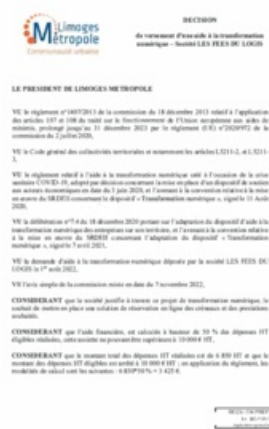 Limoges
Métropole
Communauté urbaine
DECISION
de versement d'une aide à la transformation
numérique – Société LES FEES DU LOGIS
LE PRESIDENT DE LIMOGES METROPOLE
VU le règlement n°1407/2013 de la commission du 18 décembre 2013 relatif à l'application
des articles 107 et 108 du traité sur le fonctionnement de l'Union européenne aux aides de
minimis, prolongé jusqu'au 31 décembre 2023 par le règlement (UE) n°2020/972 de la
commission du 2 juillet 2020,
VU le Code général des collectivités territoriales et notamment les articles L5211-2, et L5211-
3,
VU le règlement relatif à l'aide à la transformation numérique créé à l'occasion de la crise
sanitaire COVID-19, adopté par décision concernant la mise en place d'un dispositif de soutien
aux acteurs économiques en date du 3 juin 2020, et l'avenant à la convention relative à la mise
en œuvre du SRDEII concernant le dispositif « Transformation numérique », signée le 11 Août
2020,
VU la délibération n°7.4 du 18 décembre 2020 portant sur l'adaptation du dispositif d'aide à la
transformation numérique des entreprises sur son territoire, et l'avenant à la convention relative
à la mise en œuvre du SRDEII concernant l'adaptation du dispositif « Transformation
numérique », signée le 7 avril 2021,
VU la demande d'aide à la transformation numérique déposée par la société LES FEES DU
LOGIS le 1er août 2022,
VU l'avis simple de la commission mixte en date du 7 novembre 2022,
CONSIDERANT que la société justifie à travers ce projet de transformation numérique, le
souhait de mettre en place une solution de réservation en ligne des créneaux et des prestations
souhaités.
CONSIDERANT que l'aide financière, est calculée à hauteur de 50 % des dépenses HT
éligibles réalisées, cette assiette ne pouvant être supérieure à 10 000 € HT,
CONSIDERANT que le montant total des dépenses HT réalisées est de 6 850 HT et que le
montant des dépenses HT éligibles est arrêté à 10 000 € HT ; en application du règlement, les
modalités de calcul sont les suivantes : 6 850*50 % = 3 425 €.